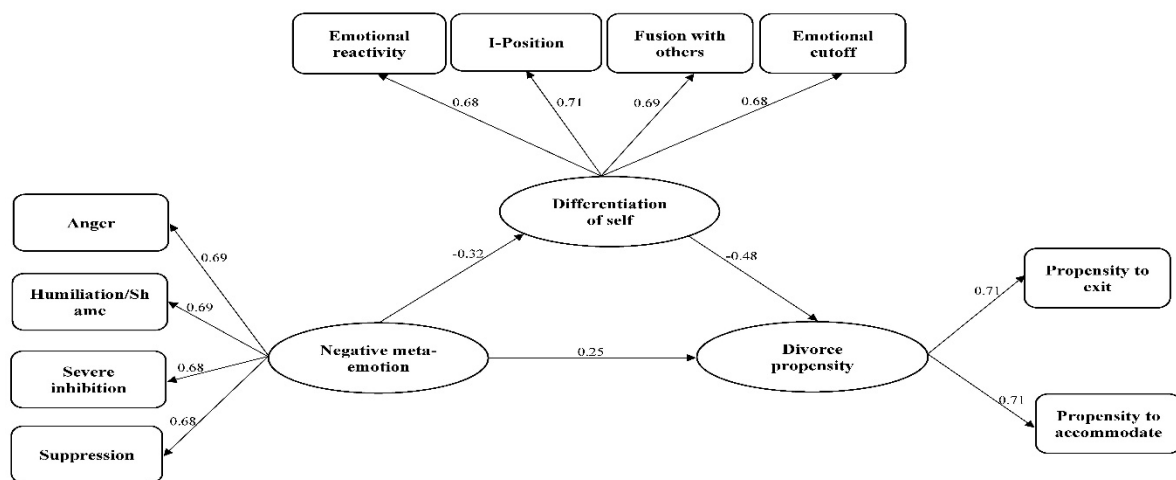 Emotional
reactivity
I-Position
Fusion with
others
Emotional
cutoff
0.68
0.71
0.69
0.68
Differentiation
of self
Anger
Humiliation/Sh
ame
Severe
inhibition
Suppression
0.69
0.69
0.68
0.68
Negative meta-
emotion
-0.32
-0.48
0.25
Divorce
propensity
0.71
0.71
Propensity to
exit
Propensity to
accommodate